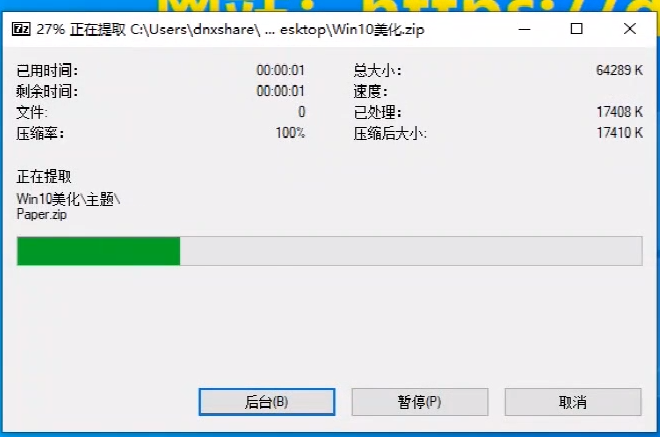 网址：https://
7z 27% 正在提取 C:\Users\dnxshare\ ... esktop\Win10美化.zip
已用时间： 00:00:01 总大小： 64289 K
剩余时间： 00:00:01 速度：
文件: 0 已处理： 17408 K
压缩率： 100% 压缩后大小: 17410 K
正在提取
Win10美化\主题\
Paper.zip
后台(B) 暂停(P) 取消